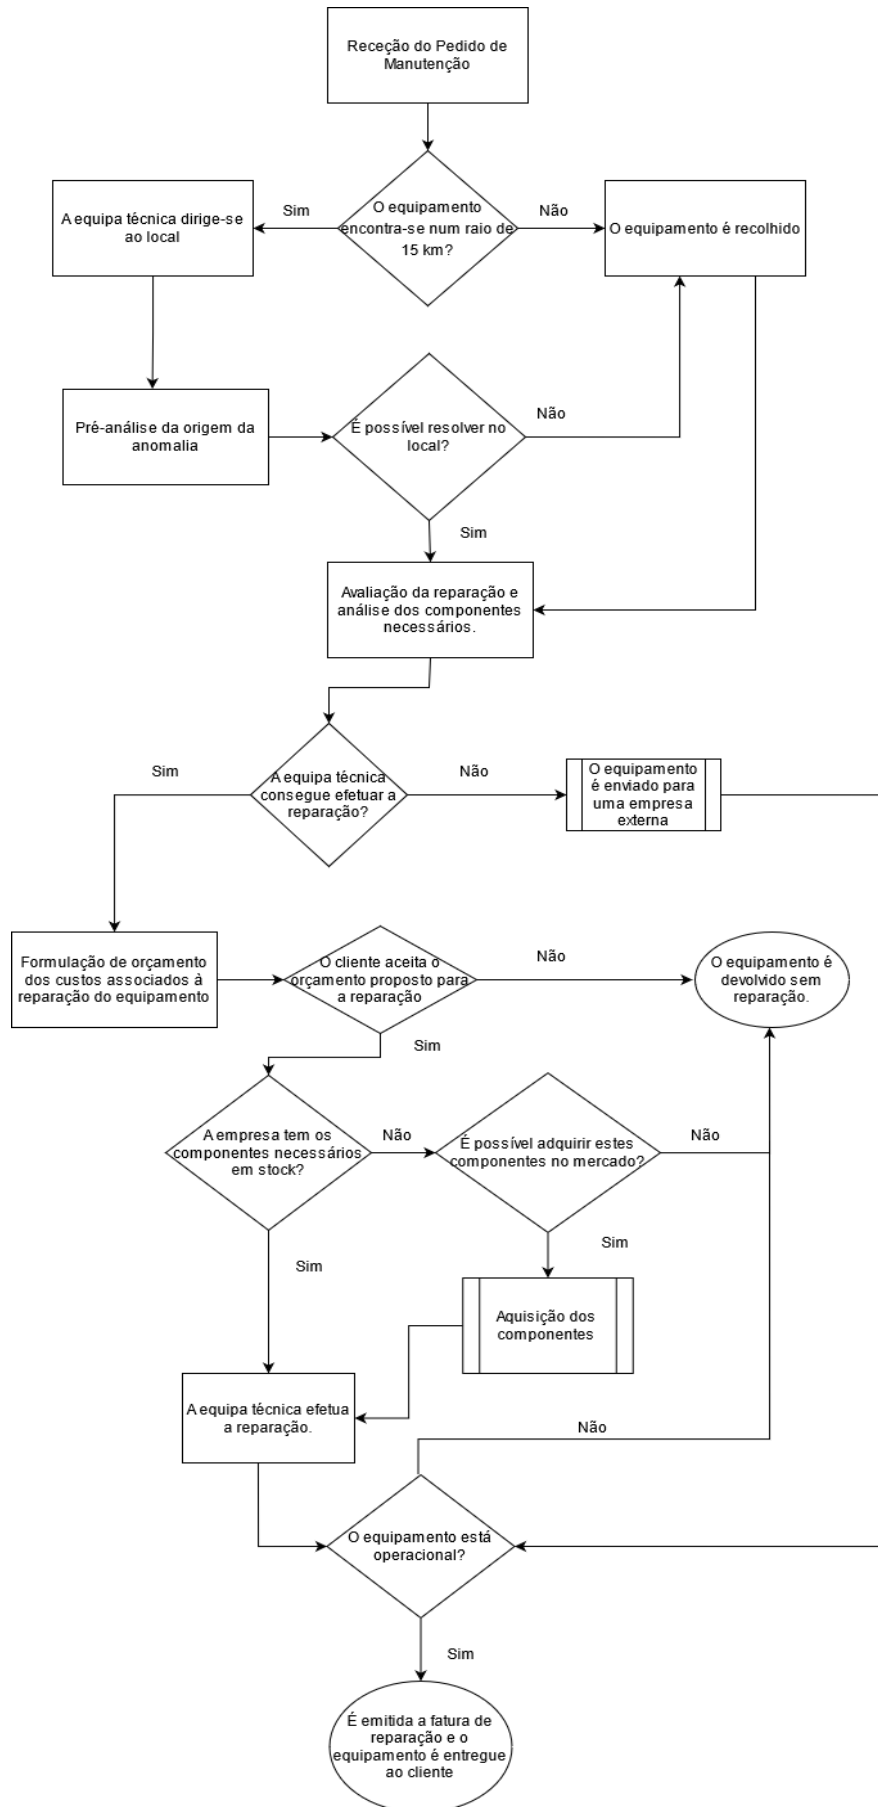 Receção do Pedido de
Manutenção
Sim
O equipamento
encontra-se num raio de
15 km?
Não
A equipa técnica dirige-se
ao local
O equipamento é recolhido
Pré-análise da origem da
anomalia
É possível resolver no
local?
Não
Sim
Avaliação da reparação e
análise dos componentes
necessários.
Sim
A equipa técnica
consegue efetuar a
reparação?
Não
O equipamento
é enviado para
uma empresa
externa
Formulação de orçamento
dos custos associados à
reparação do equipamento
O cliente aceita o
orçamento proposto para
a reparação
Não
O equipamento é
devolvido sem
reparação.
Sim
A empresa tem os
componentes necessários
em stock?
Não
É possível adquirir estes
componentes no mercado?
Não
Sim
Sim
Aquisição dos
componentes
A equipa técnica efetua
a reparação.
Não
O equipamento está
operacional?
Sim
É emitida a fatura de
reparação e o
equipamento é entregue
ao cliente